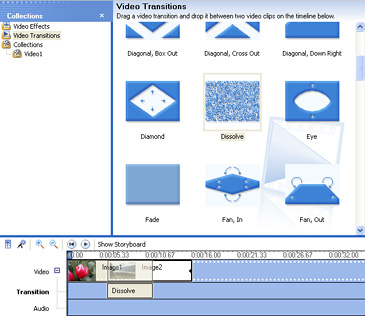 Collections
Video Effects
Video Transitions
Collections
Video1
Video Transitions
Drag a video transition and drop it between two video clips on the timeline below.
Diagonal, Box Out
Diagonal, Cross Out
Diagonal, Down Right
Diamond
Dissolve
Eye
Fade
Fan, In
Fan, Out
Show Storyboard
0:00:05.33 0:00:10.67 0:00:16.00 0:00:21.33 0:00:26.67 0:00:32.00
Video
Image1
Image2
Transition
Dissolve
Audio